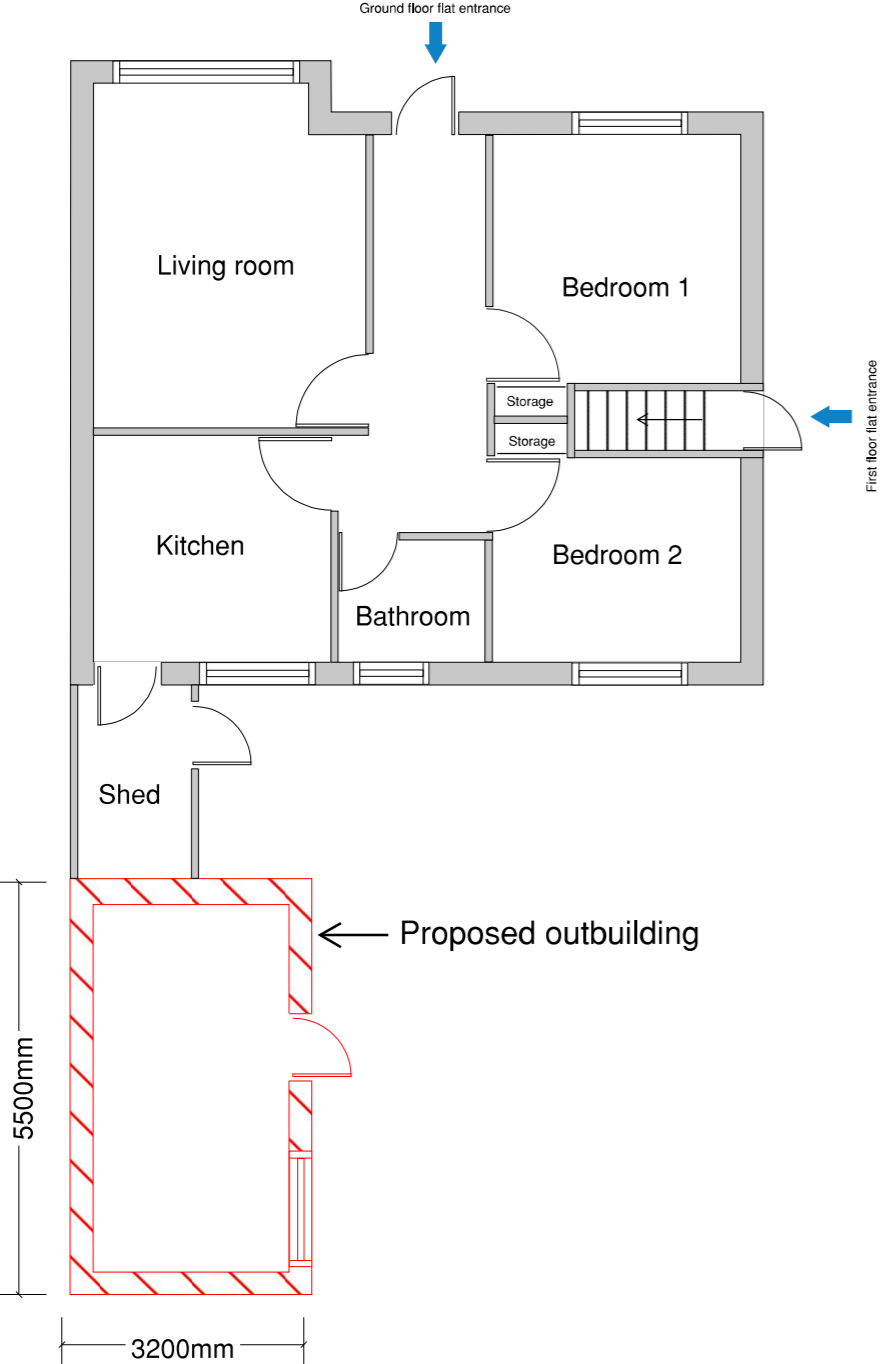 Ground floor flat entrance
Living room
Bedroom 1
Storage
Storage
First floor flat entrance
Kitchen
Bedroom 2
Bathroom
Shed
Proposed outbuilding
5500mm
3200mm